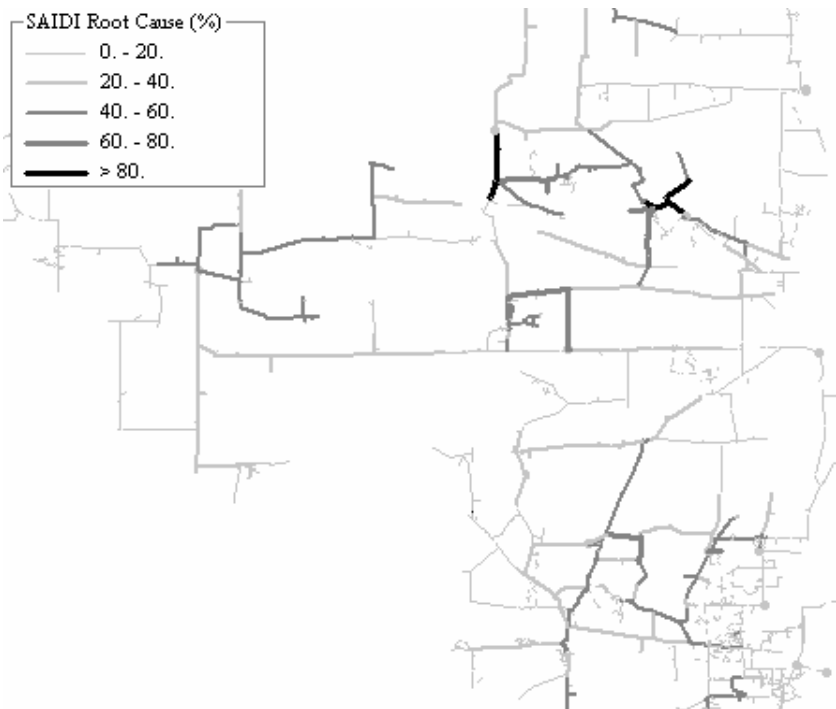 SAIDI Root Cause (%)
0. - 20.
20. - 40.
40. - 60.
60. - 80.
> 80.